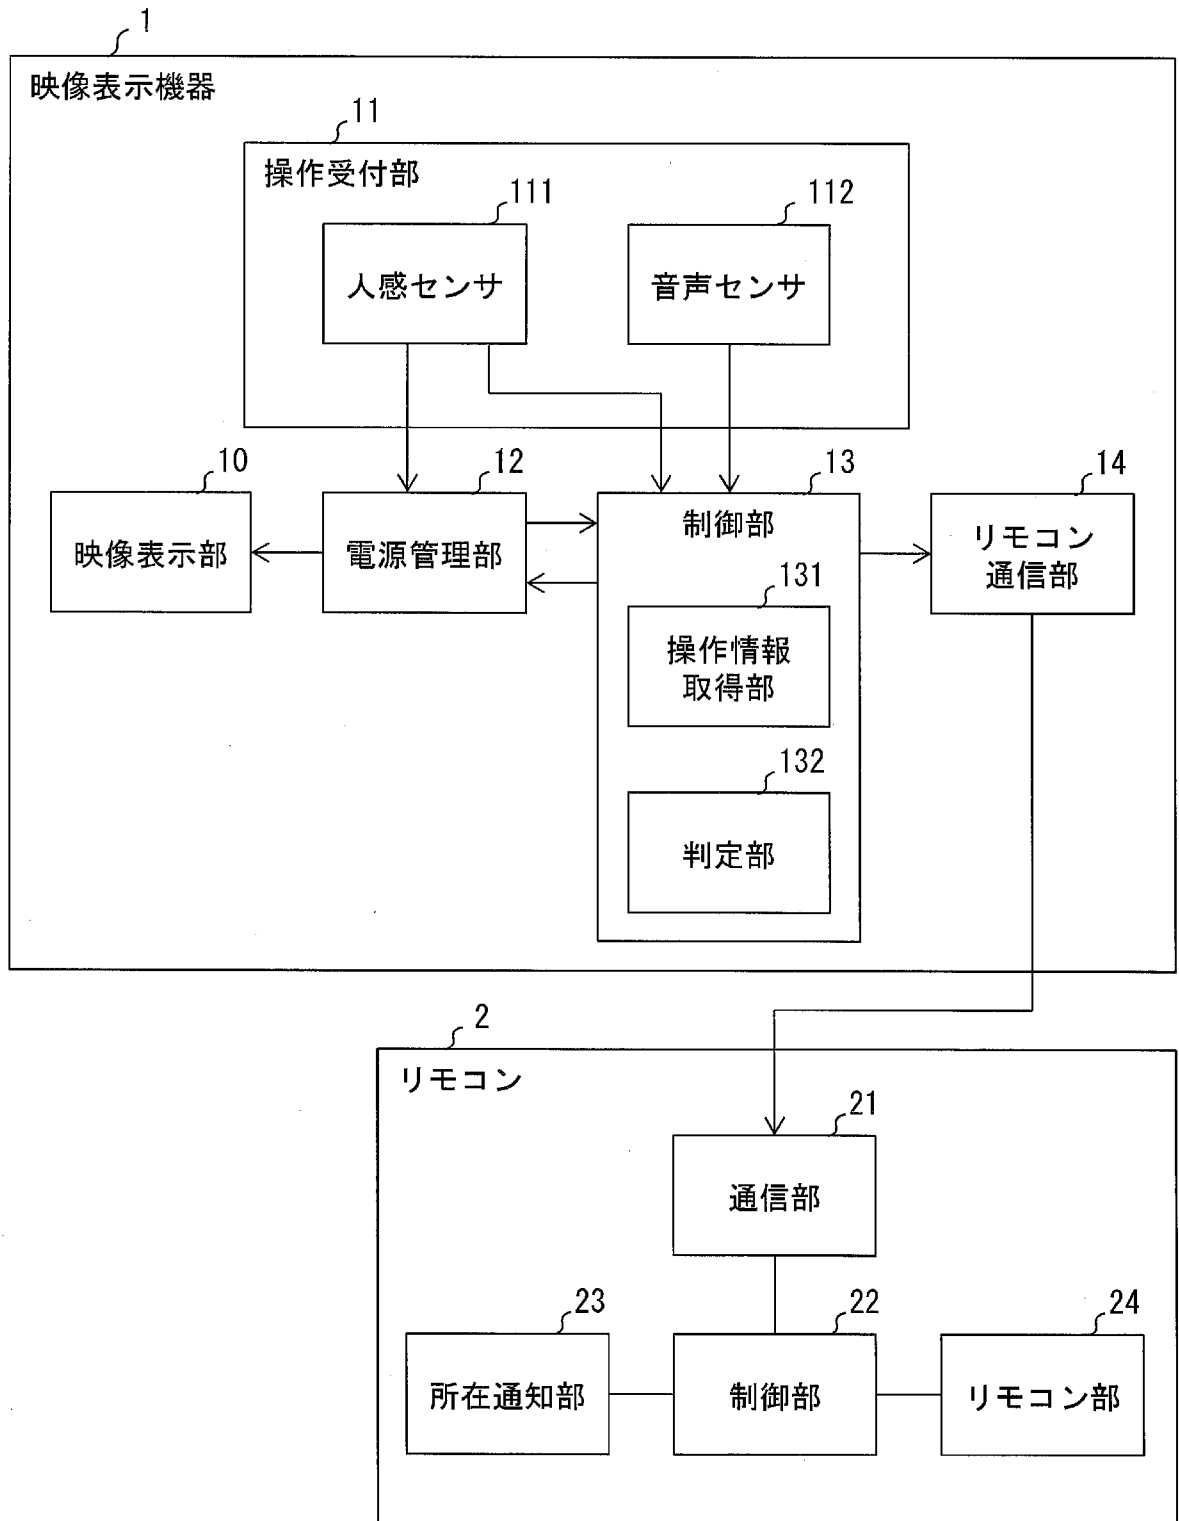 1
映像表示機器
11
操作受付部
111
人感センサ
112
音声センサ
10
映像表示部
12
電源管理部
13
制御部
131
操作情報
取得部
132
判定部
14
リモコン
通信部
2
リモコン
21
通信部
23
所在通知部
22
制御部
24
リモコン部